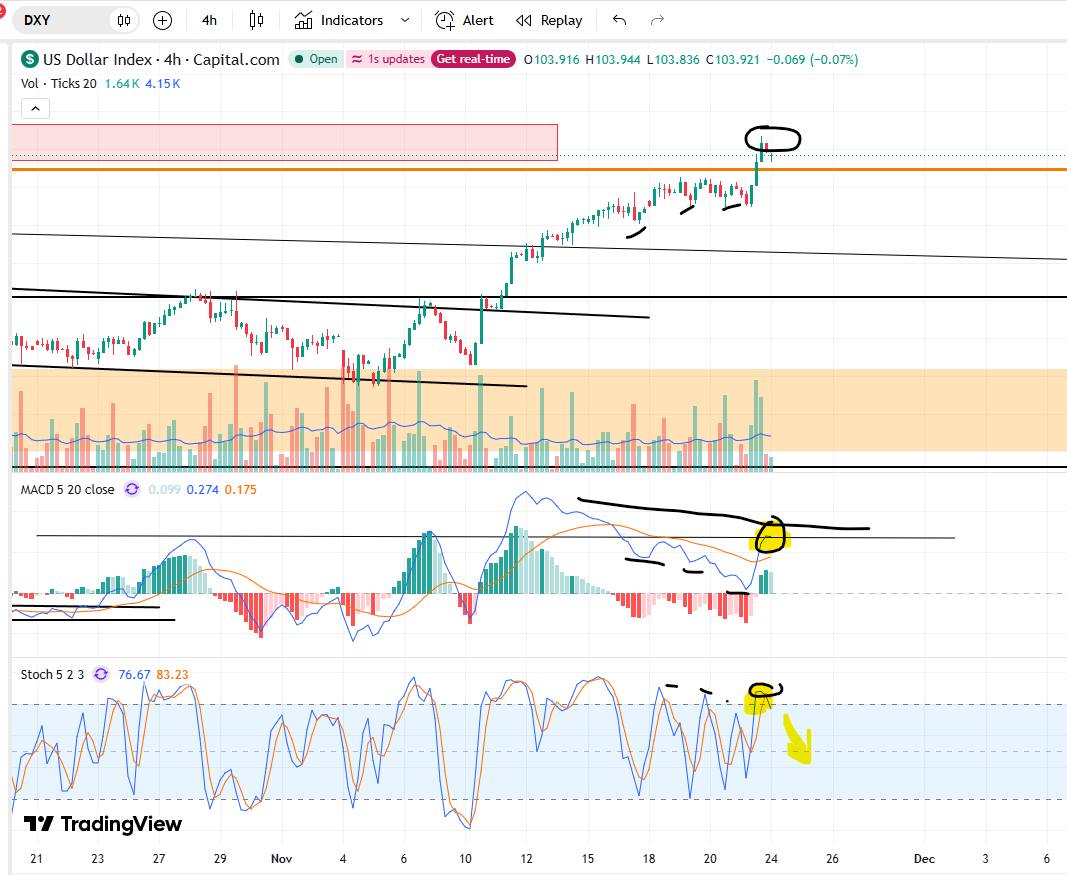 2
DXY 4h Indicators Alert Replay
US Dollar Index · 4h · Capital.com Open 1s updates Get real-time O103.916 H103.944 L103.836 C103.921 −0.069 (−0.07%)
Vol · Ticks 20 1.64K 4.15K
MACD 5 20 close 0.099 0.274 0.175
Stoch 5 2 3 76.67 83.23
TradingView
21 23 27 29 Nov 4 6 10 12 15 18 20 24 26 Dec 3 6